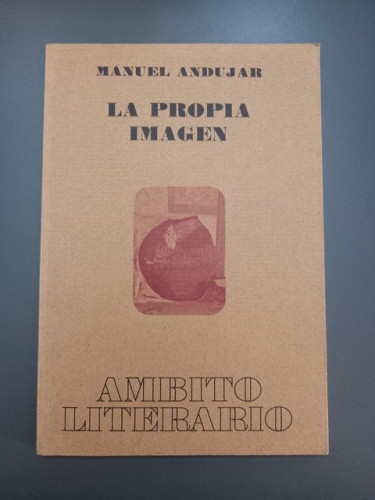 MANUEL ANDUJAR
LA PROPIA
IMAGEN
AMBITO
LITERARIO